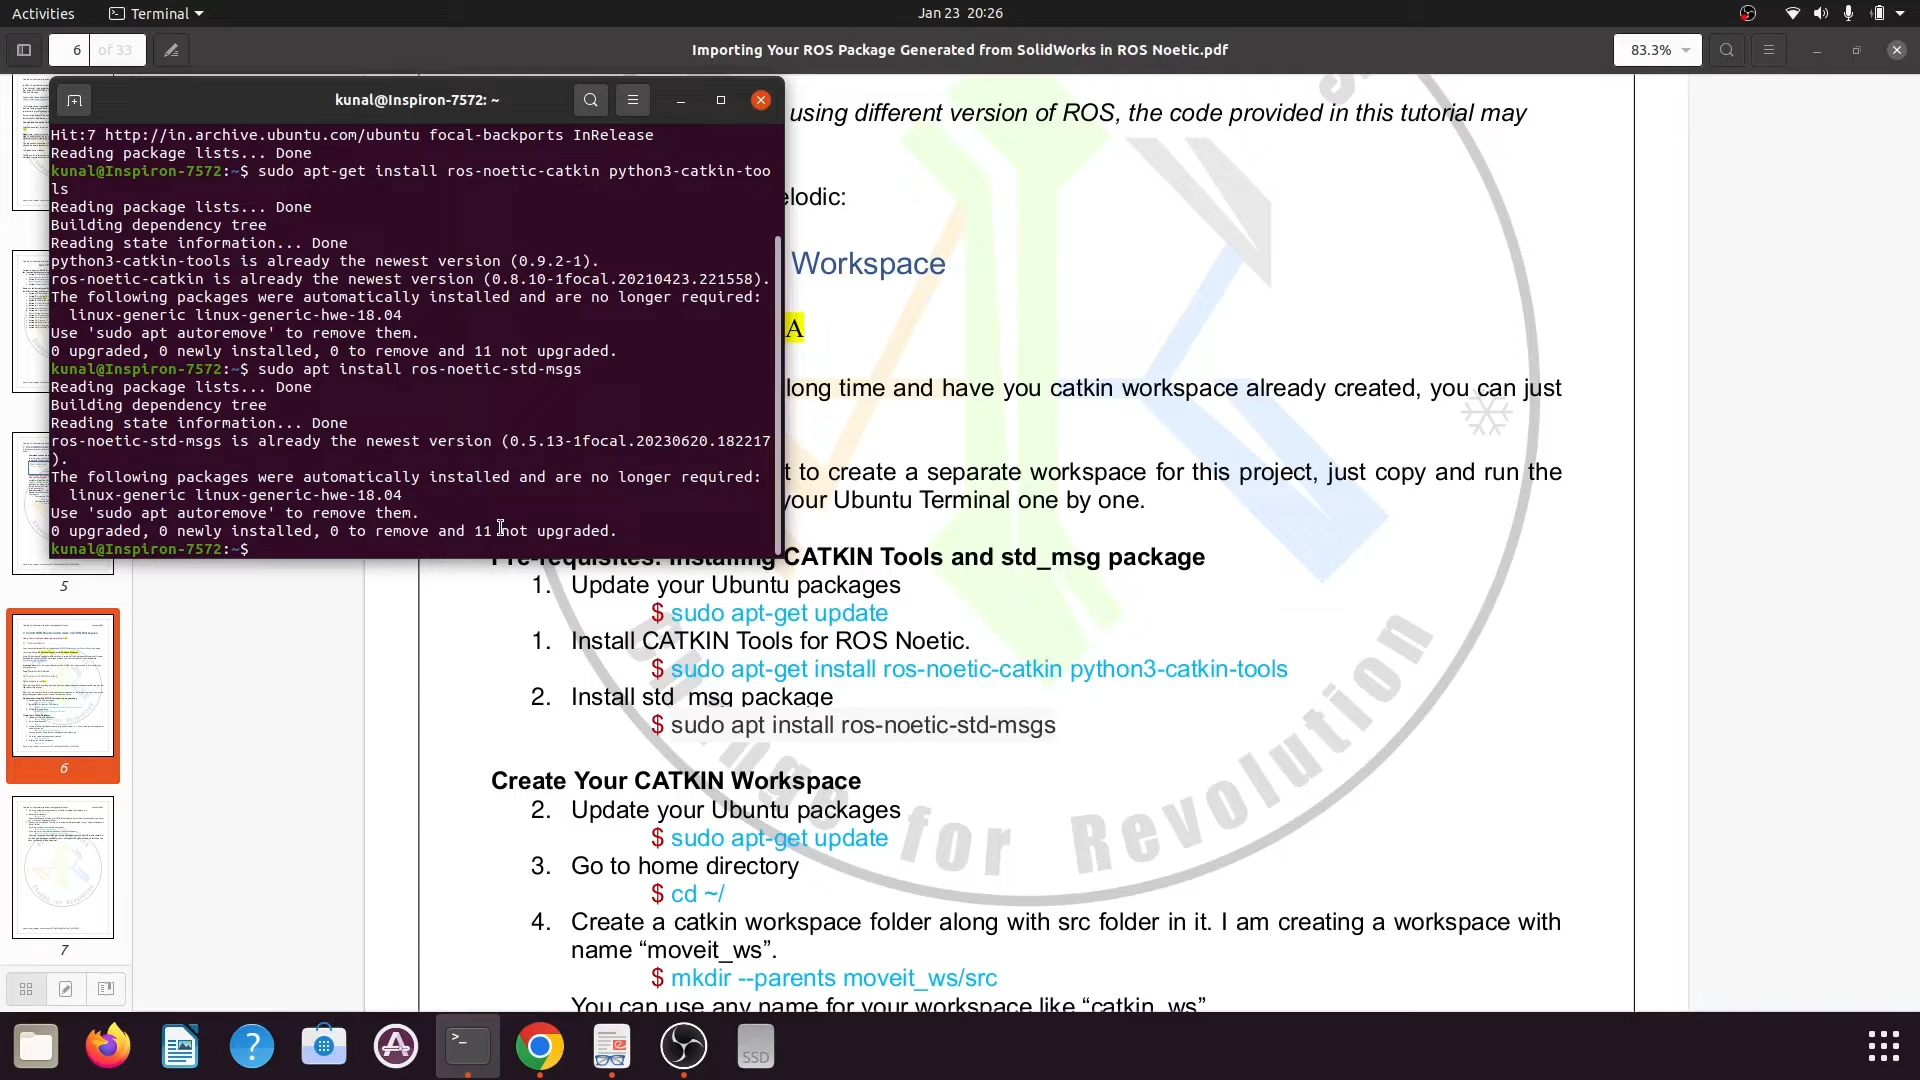 Activities
Terminal
Jan 23 20:26
6 of 33
Importing Your ROS Package Generated from SolidWorks in ROS Noetic.pdf
83.3%
kunal@Inspiron-7572: ~
Hit:7 http://in.archive.ubuntu.com/ubuntu focal-backports InRelease
Reading package lists... Done
kunal@Inspiron-7572:~$ sudo apt-get install ros-noetic-catkin python3-catkin-too
ls
Reading package lists... Done
Building dependency tree
Reading state information... Done
python3-catkin-tools is already the newest version (0.9.2-1).
ros-noetic-catkin is already the newest version (0.8.10-1focal.20210423.221558).
The following packages were automatically installed and are no longer required:
linux-generic linux-generic-hwe-18.04
Use 'sudo apt autoremove' to remove them.
0 upgraded, 0 newly installed, 0 to remove and 11 not upgraded.
kunal@Inspiron-7572:~$ sudo apt install ros-noetic-std-msgs
Reading package lists... Done
Building dependency tree
Reading state information... Done
ros-noetic-std-msgs is already the newest version (0.5.13-1focal.20230620.182217
).
The following packages were automatically installed and are no longer required:
linux-generic linux-generic-hwe-18.04
Use 'sudo apt autoremove' to remove them.
0 upgraded, 0 newly installed, 0 to remove and 11 not upgraded.
kunal@Inspiron-7572:~$
using different version of ROS, the code provided in this tutorial may
elodic:
Workspace
A
long time and have you catkin workspace already created, you can just
t to create a separate workspace for this project, just copy and run the
your Ubuntu Terminal one by one.
Pre-requisites: Installing CATKIN Tools and std_msg package
1. Update your Ubuntu packages
$ sudo apt-get update
1. Install CATKIN Tools for ROS Noetic.
$ sudo apt-get install ros-noetic-catkin python3-catkin-tools
2. Install std_msg package
$ sudo apt install ros-noetic-std-msgs
Create Your CATKIN Workspace
2. Update your Ubuntu packages
$ sudo apt-get update
3. Go to home directory
$ cd ~/
4. Create a catkin workspace folder along with src folder in it. I am creating a workspace with
name “moveit_ws”.
$ mkdir --parents moveit_ws/src
You can use any name for your workspace like “catkin_ws”
for Revolution
5
6
7
SSD